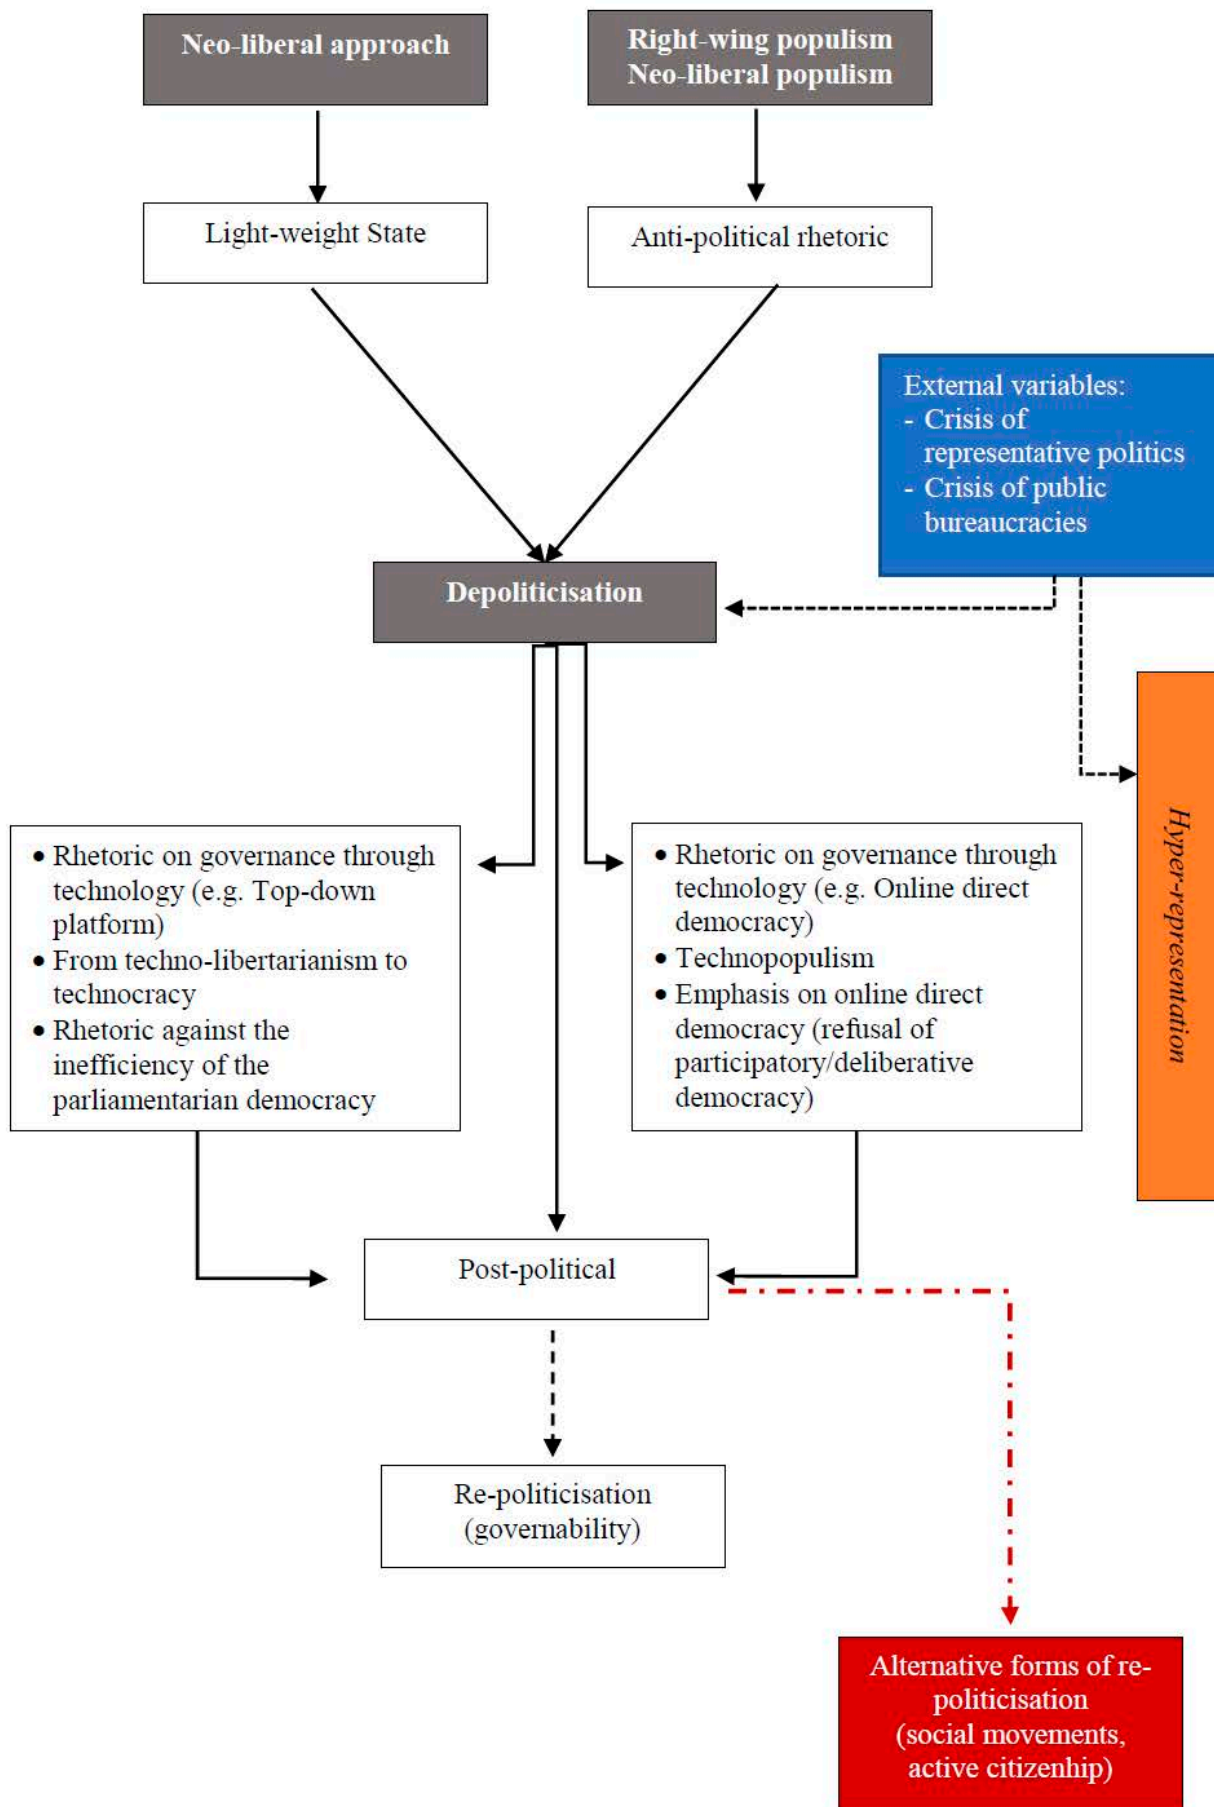 Neo-liberal approach
Right-wing populism
Neo-liberal populism
Light-weight State
Anti-political rhetoric
External variables:
- Crisis of
representative politics
- Crisis of public
bureaucracies
Depoliticisation
Hyper-representation
• Rhetoric on governance through
technology (e.g. Top-down
platform)
• From techno-libertarianism to
technocracy
• Rhetoric against the
inefficiency of the
parliamentarian democracy
• Rhetoric on governance through
technology (e.g. Online direct
democracy)
• Technopopulism
• Emphasis on online direct
democracy (refusal of
participatory/deliberative
democracy)
Post-political
Re-politicisation
(governability)
Alternative forms of re-
politicisation
(social movements,
active citizenhip)